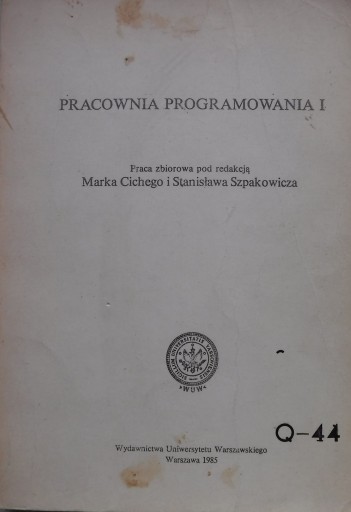 PRACOWNIA PROGRAMOWANIA I
Praca zbiorowa pod redakcją
Marka Cichego i Stanisława Szpakowicza
WUW
Q-44
Wydawnictwa Uniwersytetu Warszawskiego
Warszawa 1985